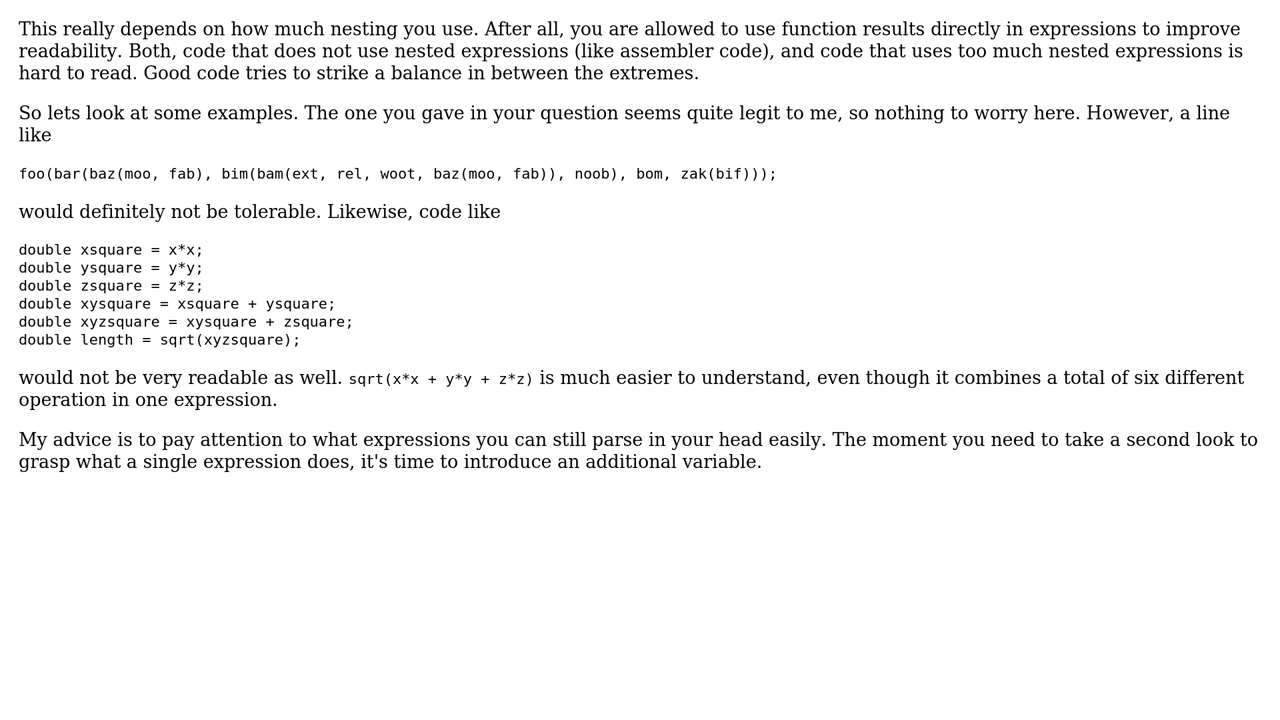 This really depends on how much nesting you use. After all, you are allowed to use function results directly in expressions to improve
readability. Both, code that does not use nested expressions (like assembler code), and code that uses too much nested expressions is
hard to read. Good code tries to strike a balance in between the extremes.
So lets look at some examples. The one you gave in your question seems quite legit to me, so nothing to worry here. However, a line
like
foo(bar(baz(moo, fab), bim(bam(ext, rel, woot, baz(moo, fab)), noob), bom, zak(bif)));
would definitely not be tolerable. Likewise, code like
double xsquare = x*x;
double ysquare = y*y;
double zsquare = z*z;
double xysquare = xsquare + ysquare;
double xyzsquare = xysquare + zsquare;
double length = sqrt(xyzsquare);
would not be very readable as well. sqrt(x*x + y*y + z*z) is much easier to understand, even though it combines a total of six different
operation in one expression.
My advice is to pay attention to what expressions you can still parse in your head easily. The moment you need to take a second look to
grasp what a single expression does, it's time to introduce an additional variable.